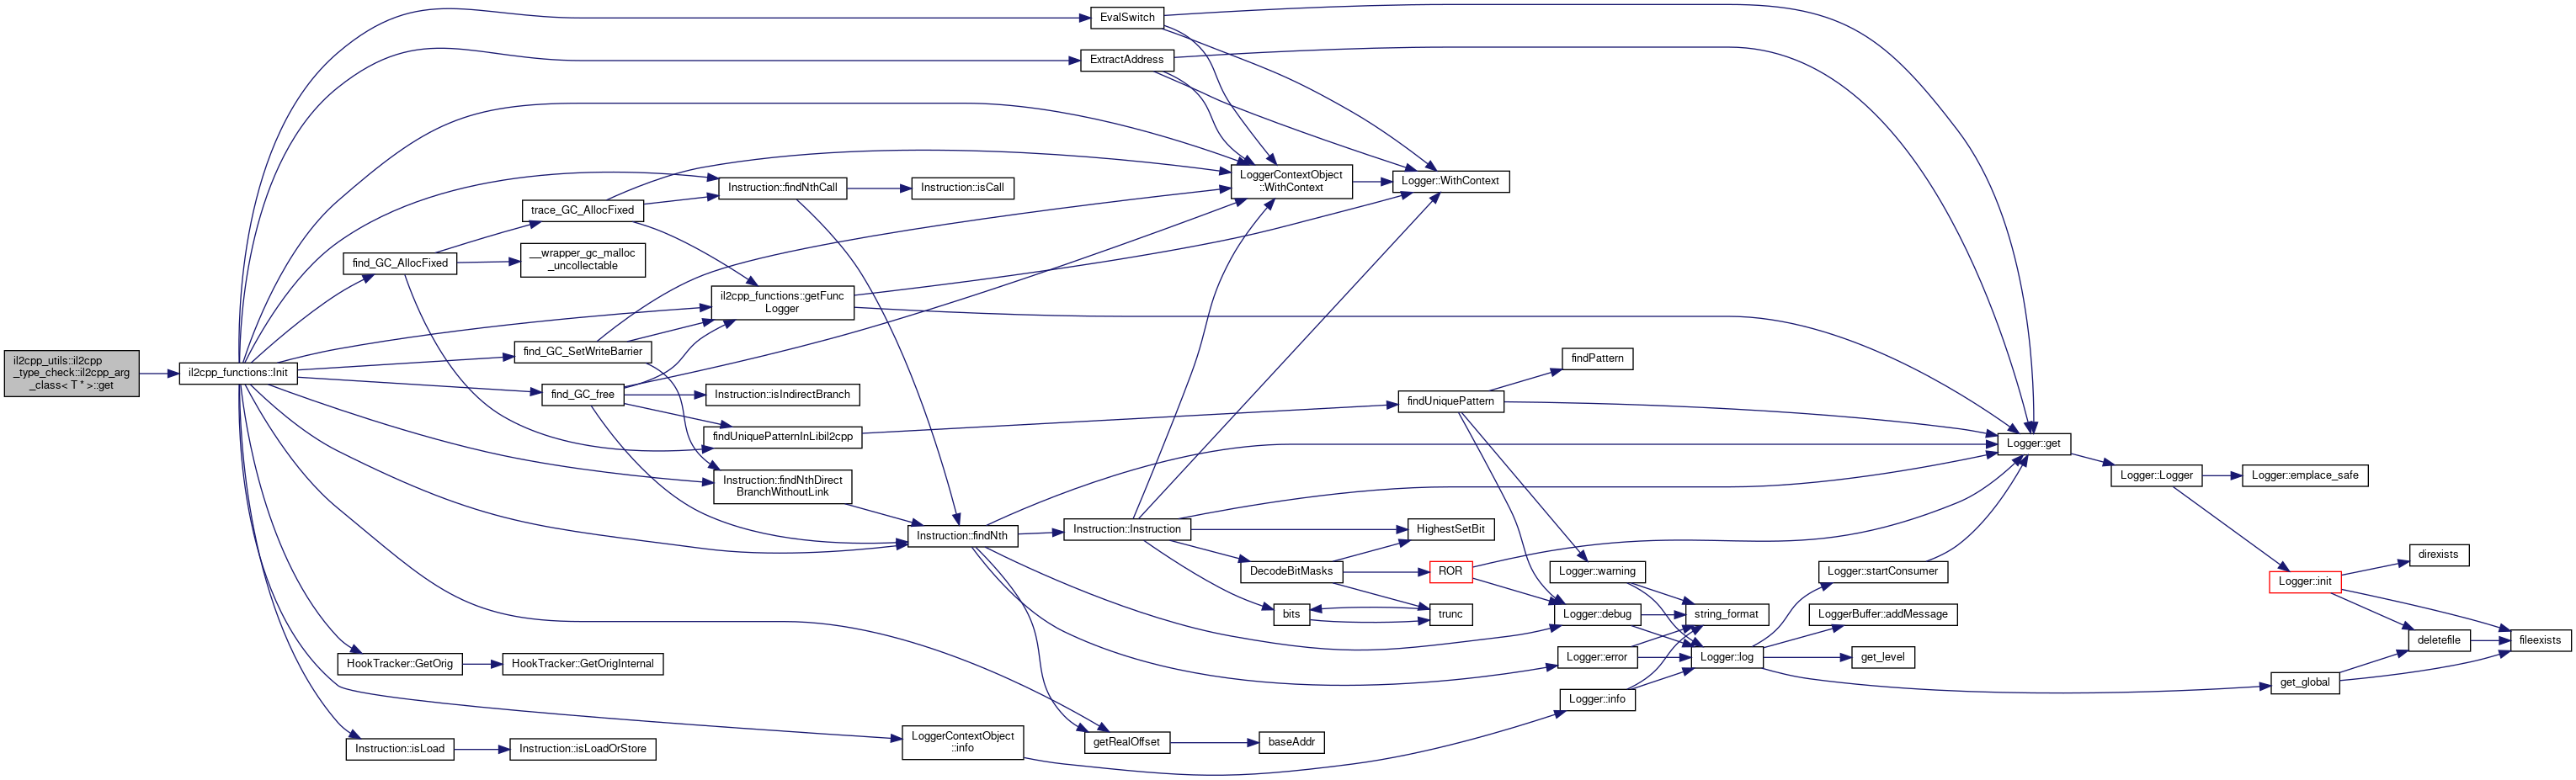 il2cpp_utils::il2cpp
_type_check::il2cpp_arg
_class< T * >::get
il2cpp_functions::Init
EvalSwitch
ExtractAddress
LoggerContextObject
::WithContext
Logger::WithContext
Instruction::findNthCall
Instruction::isCall
trace_GC_AllocFixed
find_GC_AllocFixed
__wrapper_gc_malloc
_uncollectable
il2cpp_functions::getFunc
Logger
find_GC_SetWriteBarrier
find_GC_free
Instruction::isIndirectBranch
findUniquePatternInLibil2cpp
Instruction::findNthDirect
BranchWithoutLink
Instruction::findNth
findPattern
findUniquePattern
Logger::get
Logger::Logger
Logger::emplace_safe
Instruction::Instruction
HighestSetBit
DecodeBitMasks
ROR
bits
trunc
Logger::warning
Logger::debug
string_format
Logger::startConsumer
LoggerBuffer::addMessage
Logger::error
Logger::log
get_level
Logger::info
get_global
Logger::init
direxists
deletefile
fileexists
HookTracker::GetOrig
HookTracker::GetOrigInternal
LoggerContextObject
::info
getRealOffset
baseAddr
Instruction::isLoad
Instruction::isLoadOrStore